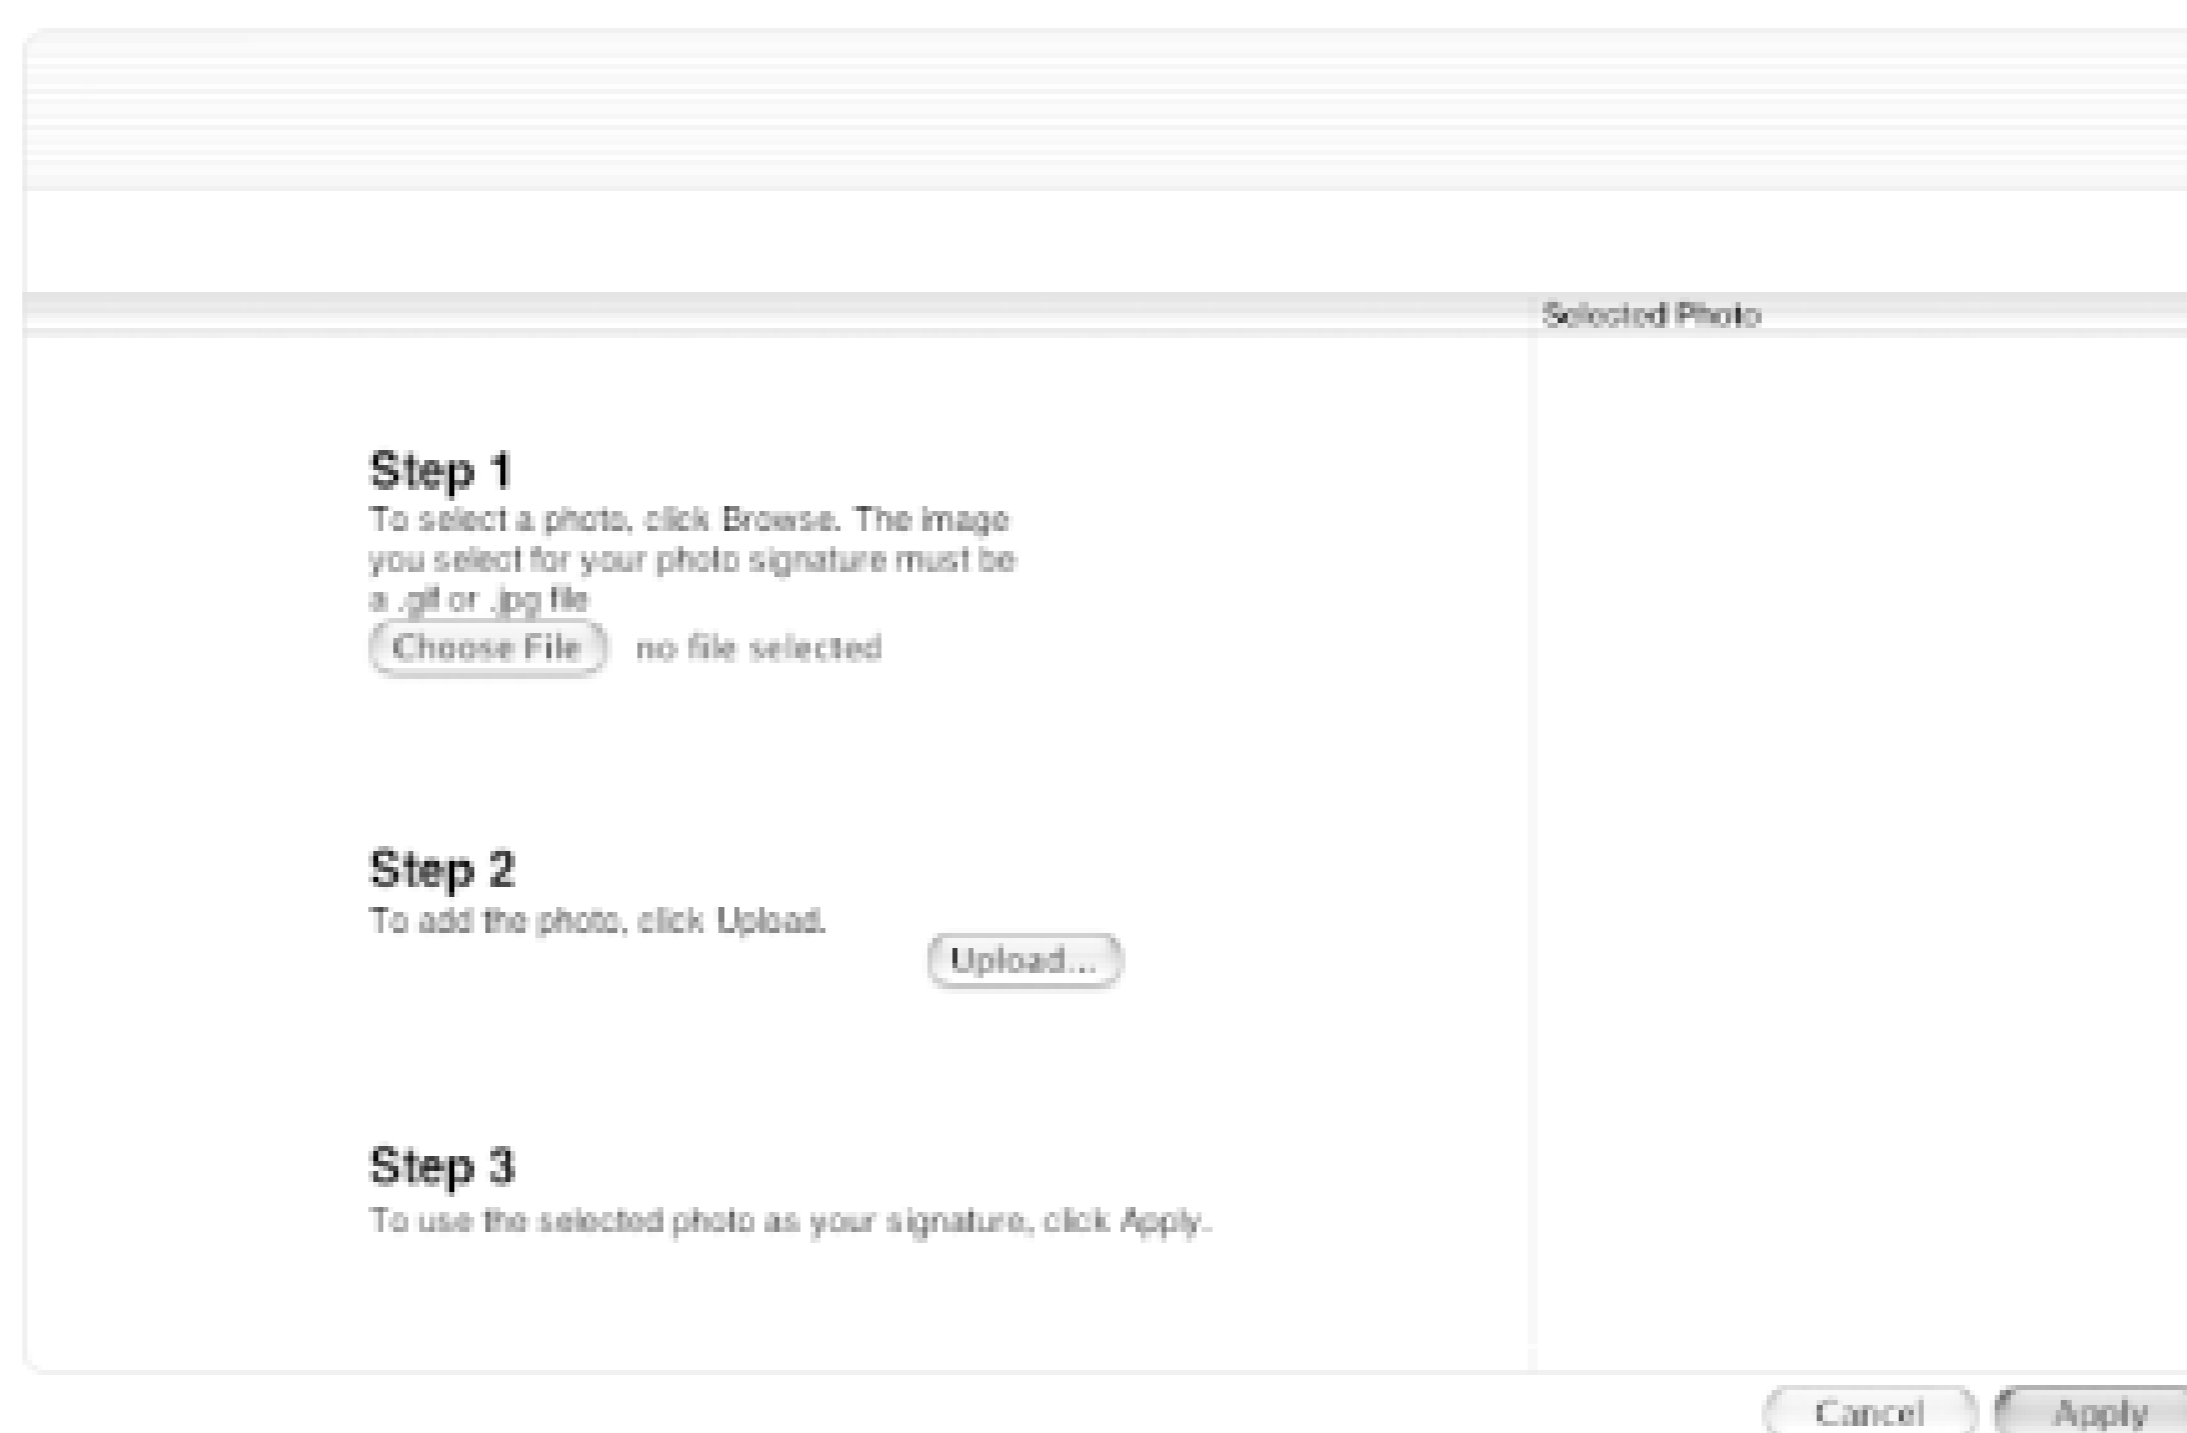 Selected Photo
Step 1
To select a photo, click Browse. The image
you select for your photo signature must be
a .gif or .jpg file
Choose File no file selected
Step 2
To add the photo, click Upload.
Upload...
Step 3
To use the selected photo as your signature, click Apply.
Cancel Apply